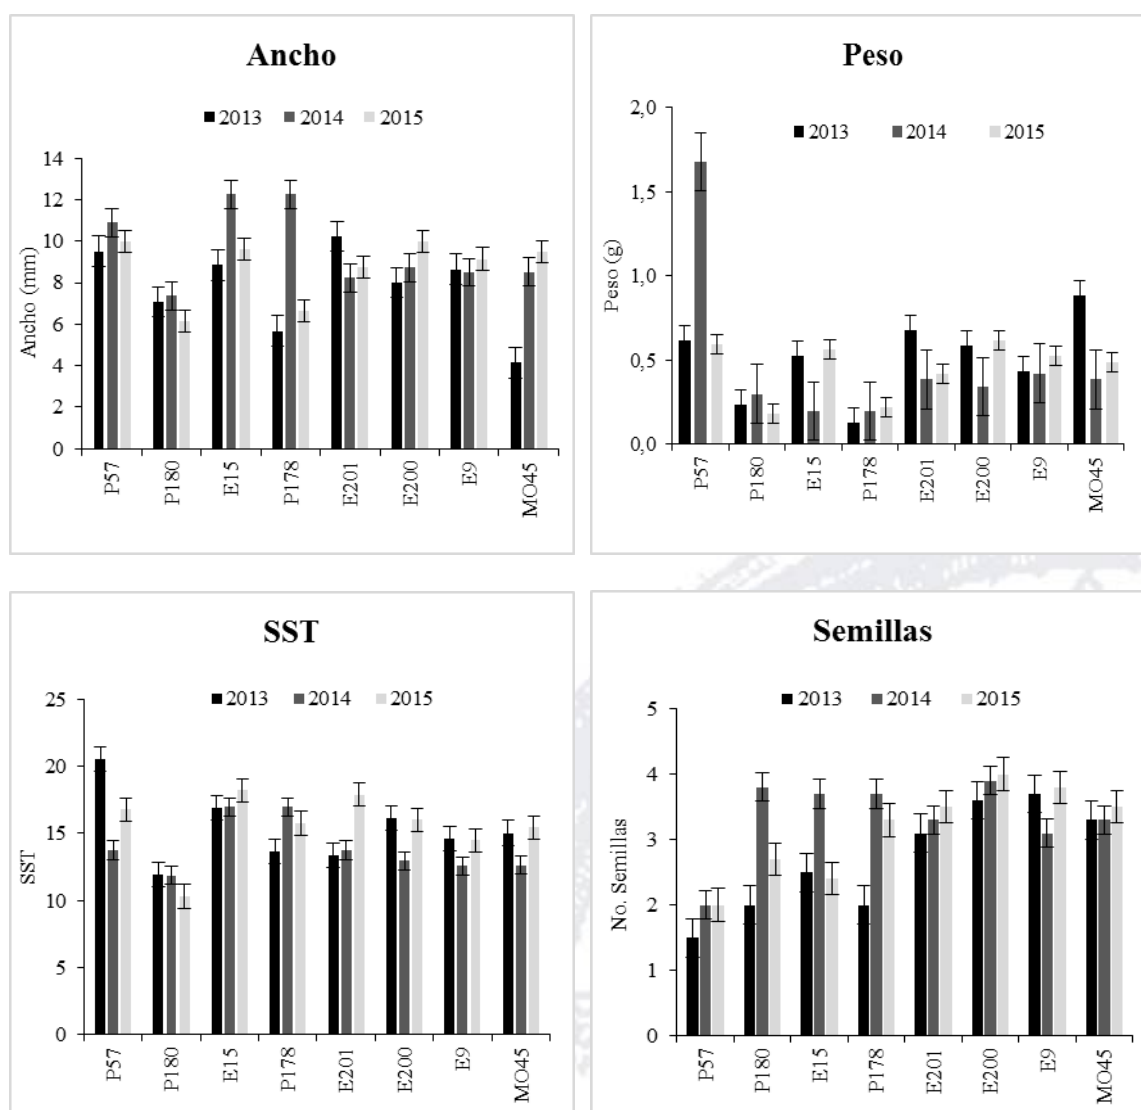 Ancho
2013 2014 2015
Ancho (mm)
14
12
10
8
6
4
2
0
P57 P180 E15 P178 E201 E200 E9 MO45
Peso
2013 2014 2015
Peso (g)
2,0
1,5
1,0
0,5
0,0
P57 P180 E15 P178 E201 E200 E9 MO45
SST
2013 2014 2015
SST
25
20
15
10
5
0
P57 P180 E15 P178 E201 E200 E9 MO45
Semillas
2013 2014 2015
No. Semillas
5
4
3
2
1
0
P57 P180 E15 P178 E201 E200 E9 MO45